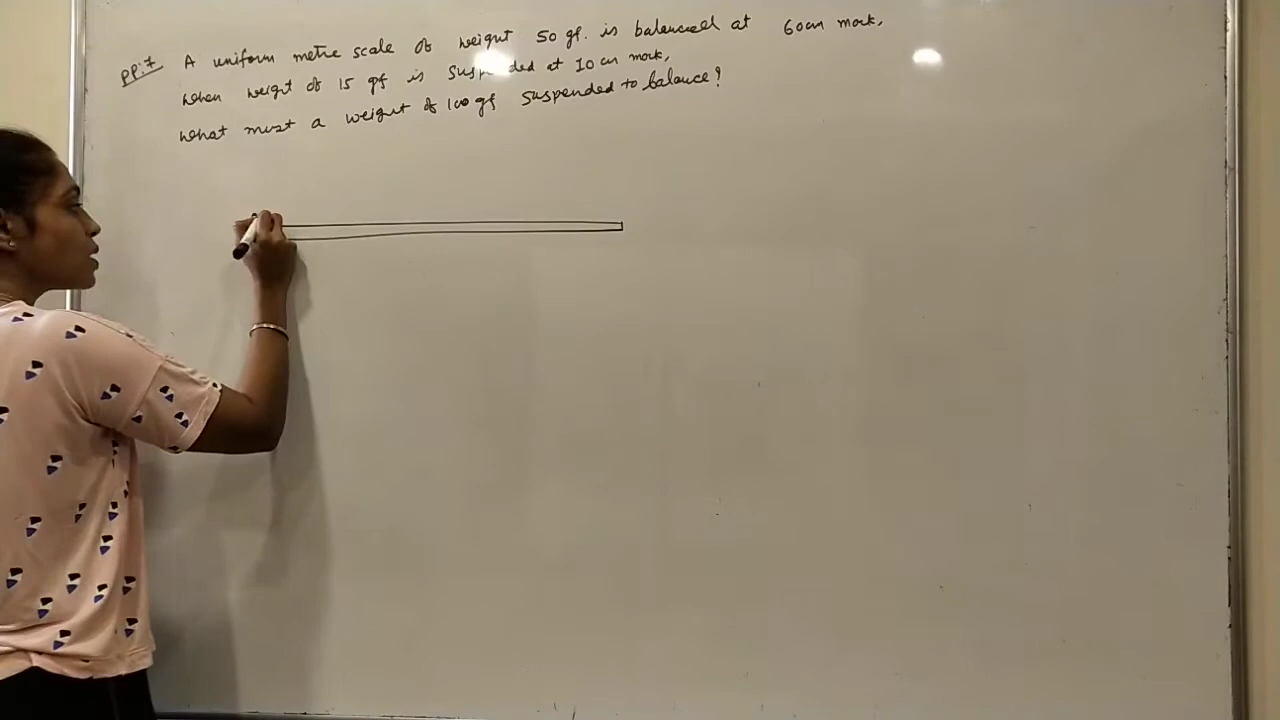 PP:7 A uniform metre scale of weight 50 gf. is balanced at 60cm mark,
when weight of 15 gf is suspended at 10 cm mark,
what must a weight of 100 gf suspended to balance?